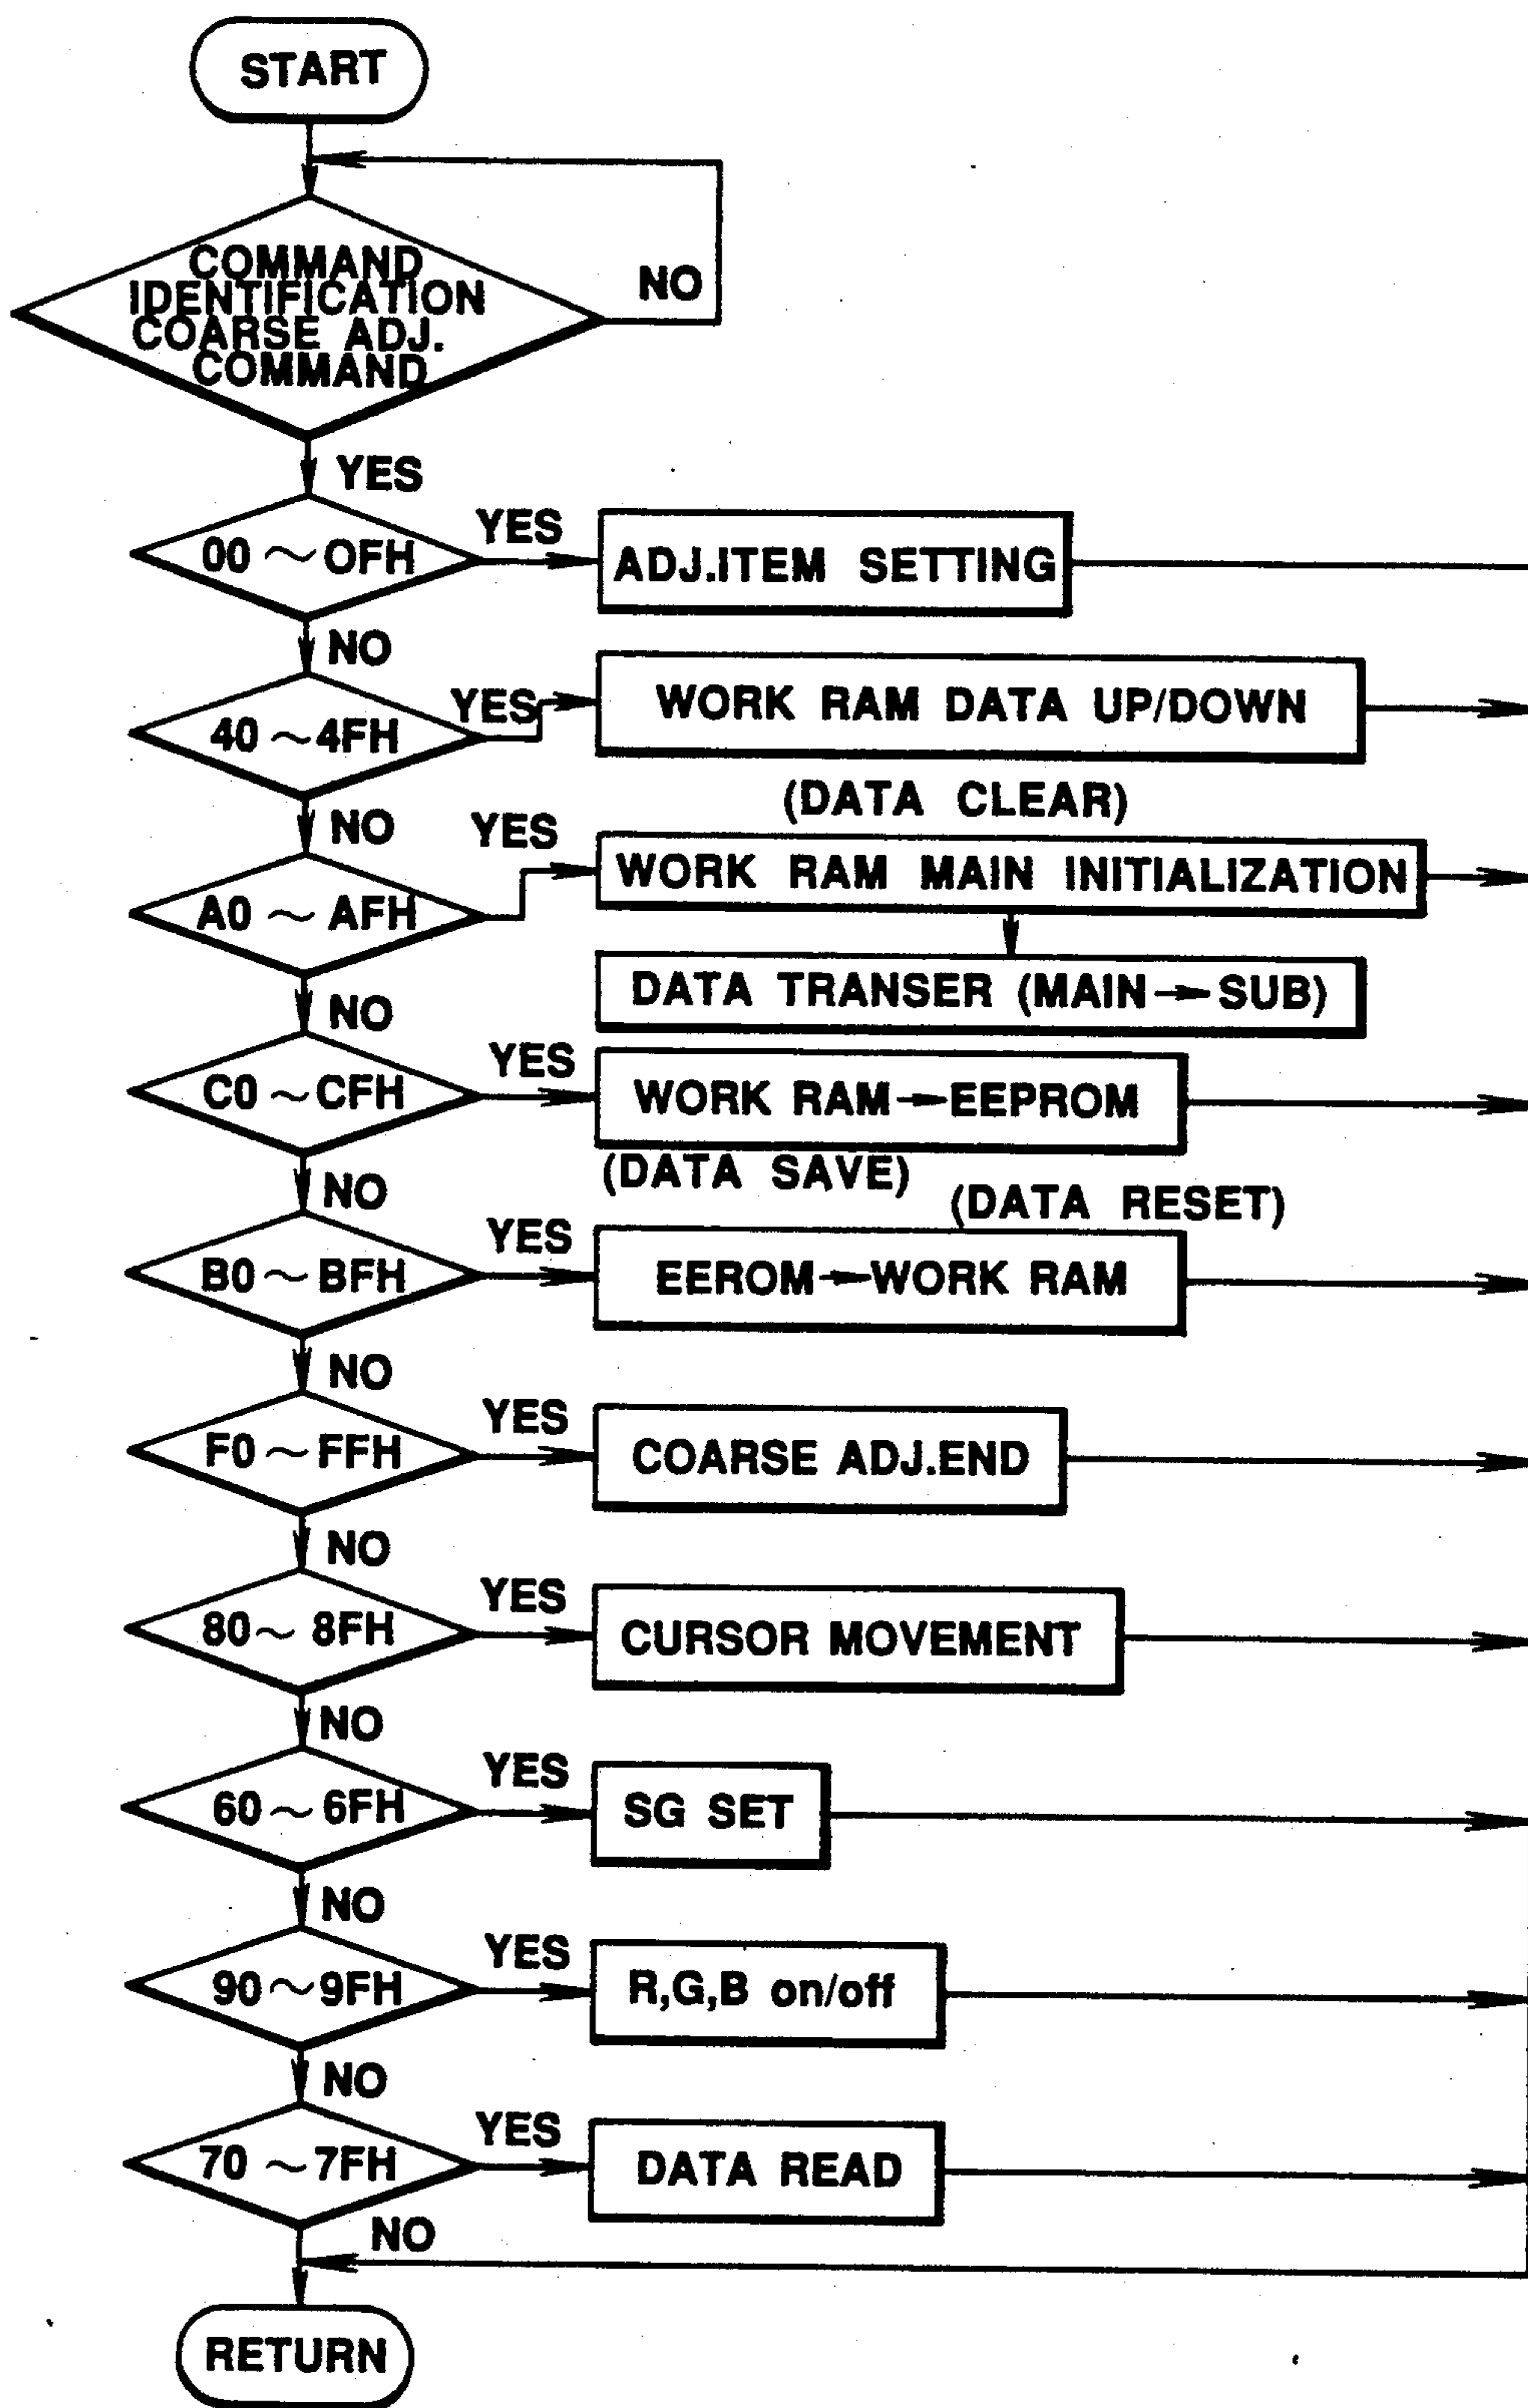 START
COMMAND
IDENTIFICATION
COARSE ADJ.
COMMAND
NO
YES
00 ~ OFH
YES
ADJ.ITEM SETTING
NO
40 ~ 4FH
YES
WORK RAM DATA UP/DOWN
(DATA CLEAR)
NO
A0 ~ AFH
YES
WORK RAM MAIN INITIALIZATION
DATA TRANSER (MAIN → SUB)
NO
C0 ~ CFH
YES
WORK RAM → EEPROM
(DATA SAVE)
NO
(DATA RESET)
B0 ~ BFH
YES
EEROM → WORK RAM
NO
F0 ~ FFH
YES
COARSE ADJ.END
NO
80 ~ 8FH
YES
CURSOR MOVEMENT
NO
60 ~ 6FH
YES
SG SET
NO
90 ~ 9FH
YES
R,G,B on/off
NO
70 ~ 7FH
YES
DATA READ
NO
RETURN